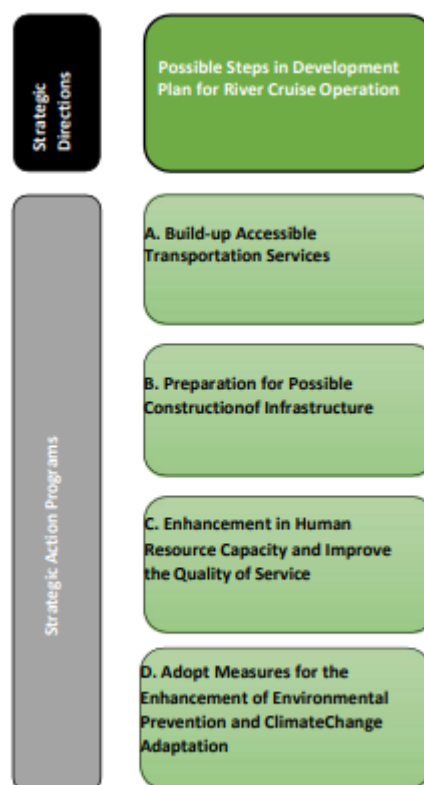 Strategic
Directions
Possible Steps in Development
Plan for River Cruise Operation
Strategic Action Programs
A. Build-up Accessible
Transportation Services
B. Preparation for Possible
Constructionof Infrastructure
C. Enhancement in Human
Resource Capacity and Improve
the Quality of Service
D. Adopt Measures for the
Enhancement of Environmental
Prevention and ClimateChange
Adaptation